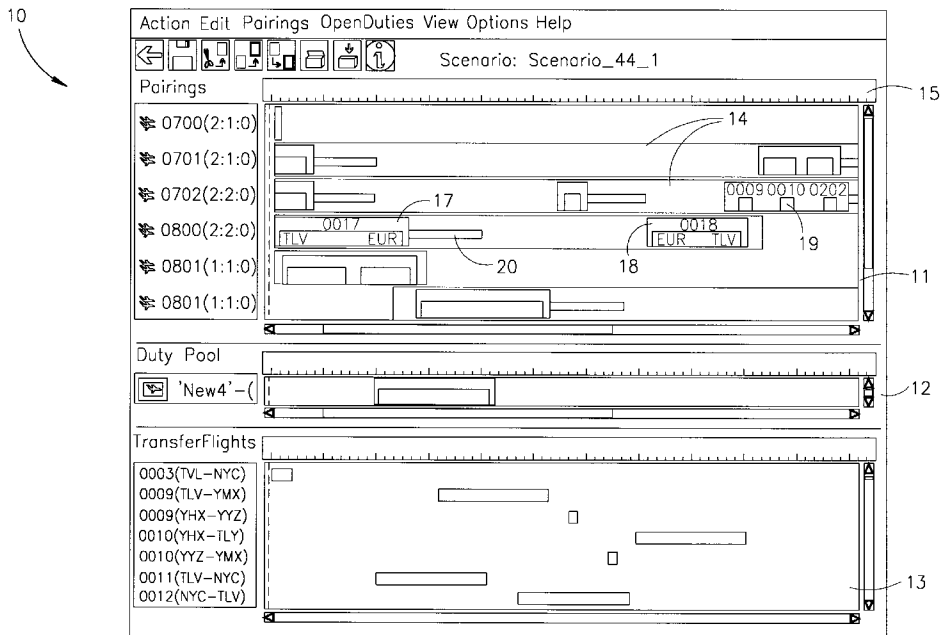 10
Action Edit Pairings OpenDuties View Options Help
Scenario: Scenario_44_1
Pairings
15
0700(2:1:0)
14
0701(2:1:0)
0702(2:2:0)
0009 0010 0202
17
19
0800(2:2:0)
0017
TLV EUR
20
18
0018
EUR TLV
0801(1:1:0)
11
0801(1:1:0)
Duty Pool
'New4'-(
12
TransferFlights
0003(TVL-NYC)
0009(TLV-YMX)
0009(YHX-YYZ)
0010(YHX-TLY)
0010(YYZ-YMX)
0011(TLV-NYC)
0012(NYC-TLV)
13